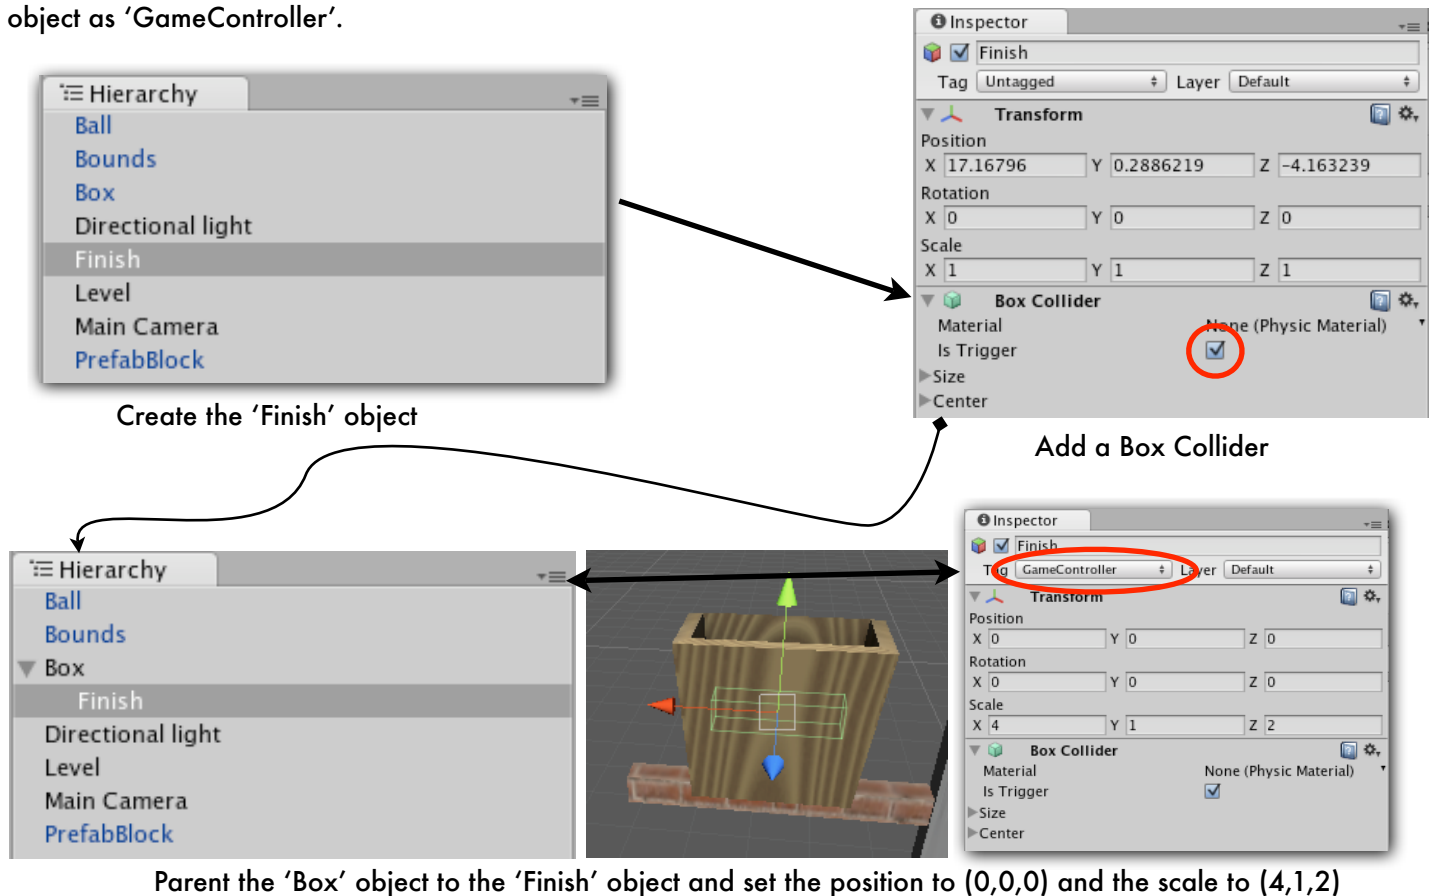 object as ‘GameController’.
Hierarchy
Ball
Bounds
Box
Directional light
Finish
Level
Main Camera
PrefabBlock
Create the ‘Finish’ object
Inspector
Finish
Tag Untagged Layer Default
Transform
Position
X 17.16796 Y 0.2886219 Z -4.163239
Rotation
X 0 Y 0 Z 0
Scale
X 1 Y 1 Z 1
Box Collider
Material None (Physic Material)
Is Trigger
Size
Center
Add a Box Collider
Hierarchy
Ball
Bounds
Box
Finish
Directional light
Level
Main Camera
PrefabBlock
Inspector
Finish
Tag GameController Layer Default
Transform
Position
X 0 Y 0 Z 0
Rotation
X 0 Y 0 Z 0
Scale
X 4 Y 1 Z 2
Box Collider
Material None (Physic Material)
Is Trigger
Size
Center
Parent the ‘Box’ object to the ‘Finish’ object and set the position to (0,0,0) and the scale to (4,1,2)